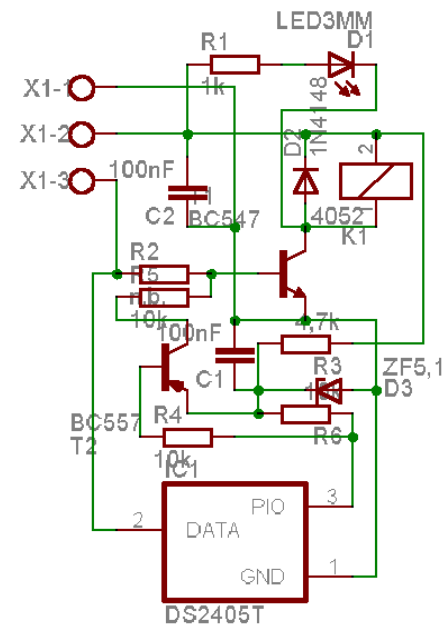 LED3MM
R1
D1
1k
X1-1
1N4148
D2
X1-2
2
100nF
X1-3
C2
BC547
4052
K1
R2
R5
n.b.
10k
100nF
4,7k
C1
R3
ZF5,1
D3
R4
R6
BC557
T2
10k
IC1
PIO
3
2
DATA
GND
1
DS2405T